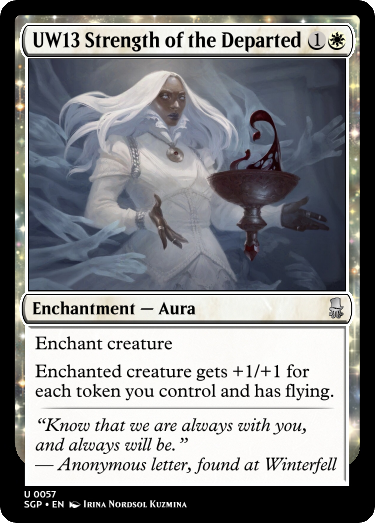 UW13 Strength of the Departed 1
Enchantment — Aura
Enchant creature
Enchanted creature gets +1/+1 for
each token you control and has flying.
“Know that we are always with you,
and always will be.”
— Anonymous letter, found at Winterfell
U 0057
SGP • EN Irina Nordsol Kuzmina